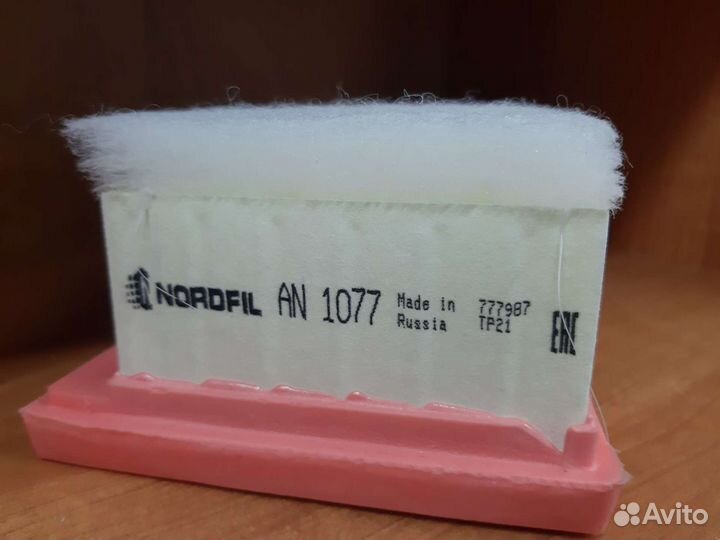 NORDFIL AN 1077 Made in 777987
Russia TP21
EAC
Avito